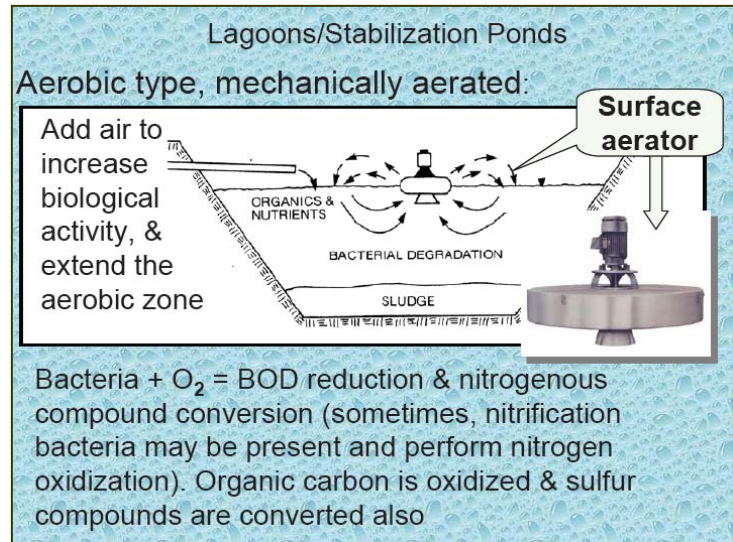 Lagoons/Stabilization Ponds
Aerobic type, mechanically aerated:
Surface
aerator
Add air to
increase
biological
activity, &
extend the
aerobic zone
ORGANICS &
NUTRIENTS
BACTERIAL DEGRADATION
SLUDGE
Bacteria + O₂ = BOD reduction & nitrogenous
compound conversion (sometimes, nitrification
bacteria may be present and perform nitrogen
oxidization). Organic carbon is oxidized & sulfur
compounds are converted also